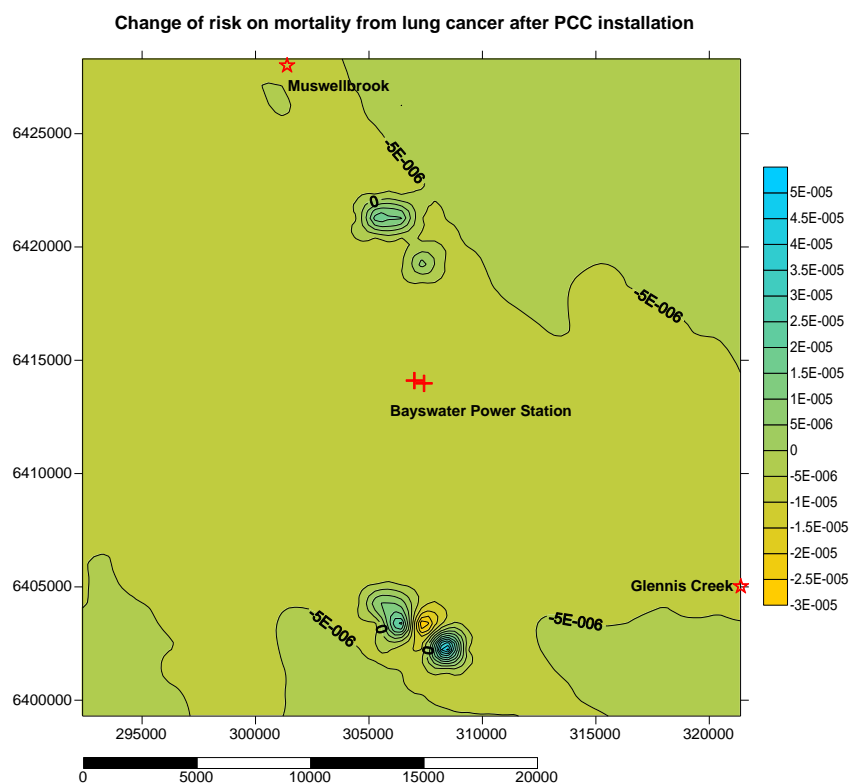 Change of risk on mortality from lung cancer after PCC installation
Muswellbrook
6425000
-5E-006
0
6420000
-5E-006
6415000
Bayswater Power Station
6410000
6405000
Glennis Creek
-5E-006
0
0
-5E-006
6400000
295000 300000 305000 310000 315000 320000
0 5000 10000 15000 20000
5E-005
4.5E-005
4E-005
3.5E-005
3E-005
2.5E-005
2E-005
1.5E-005
1E-005
5E-006
0
-5E-006
-1E-005
-1.5E-005
-2E-005
-2.5E-005
-3E-005